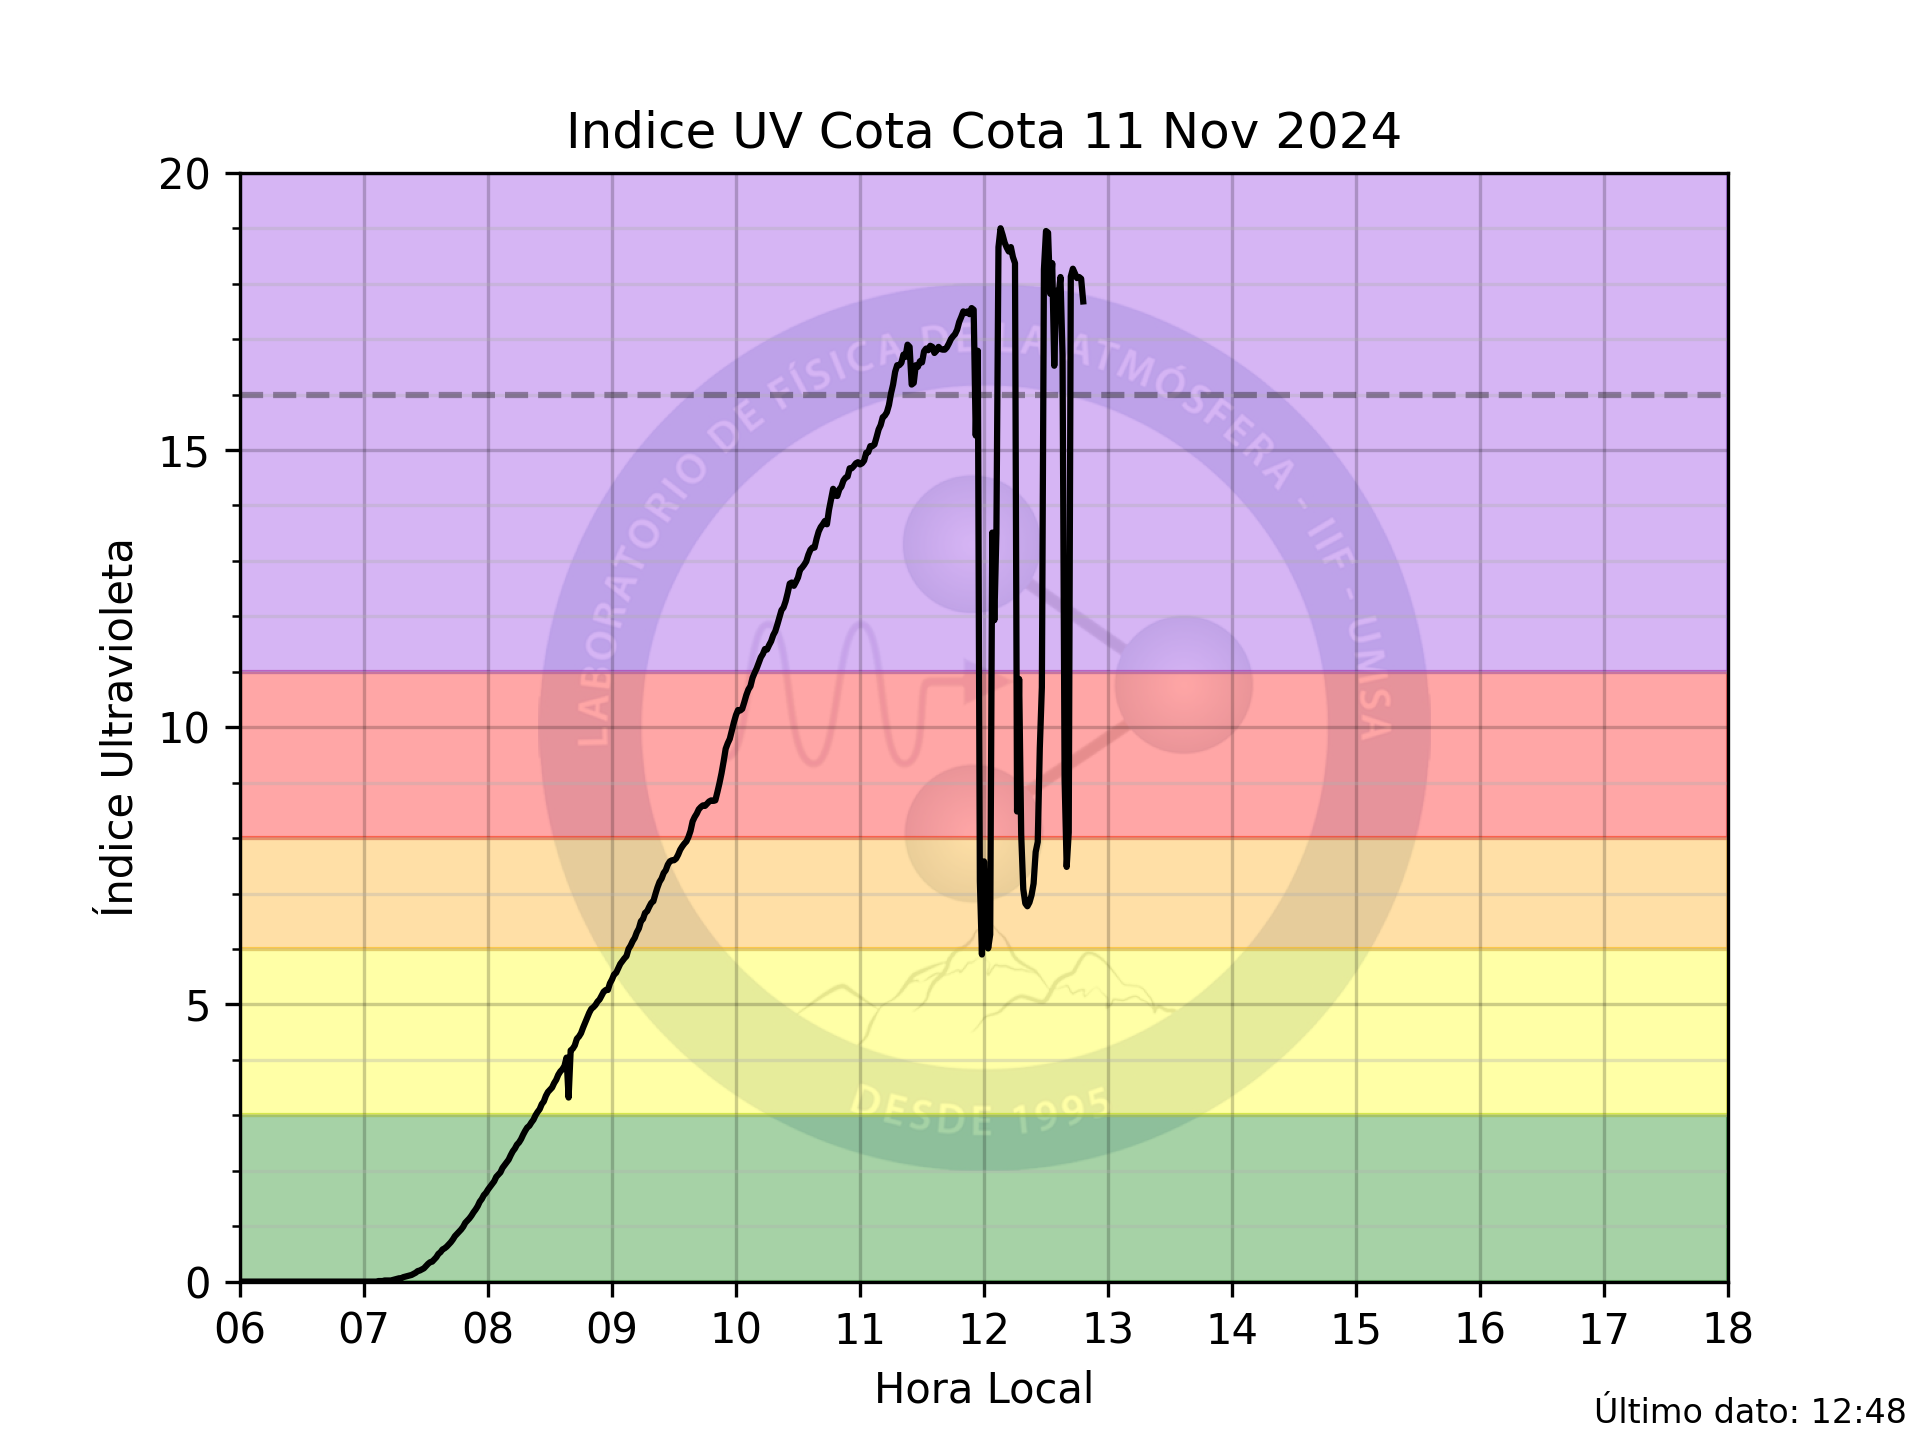 Indice UV Cota Cota 11 Nov 2024
20
15
10
5
0
Índice Ultravioleta
LABORATORIO DE FÍSICA DE LA ATMÓSFERA - IIF - UMSA
DESDE 1995
06 07 08 09 10 11 12 13 14 15 16 17 18
Hora Local
Último dato: 12:48